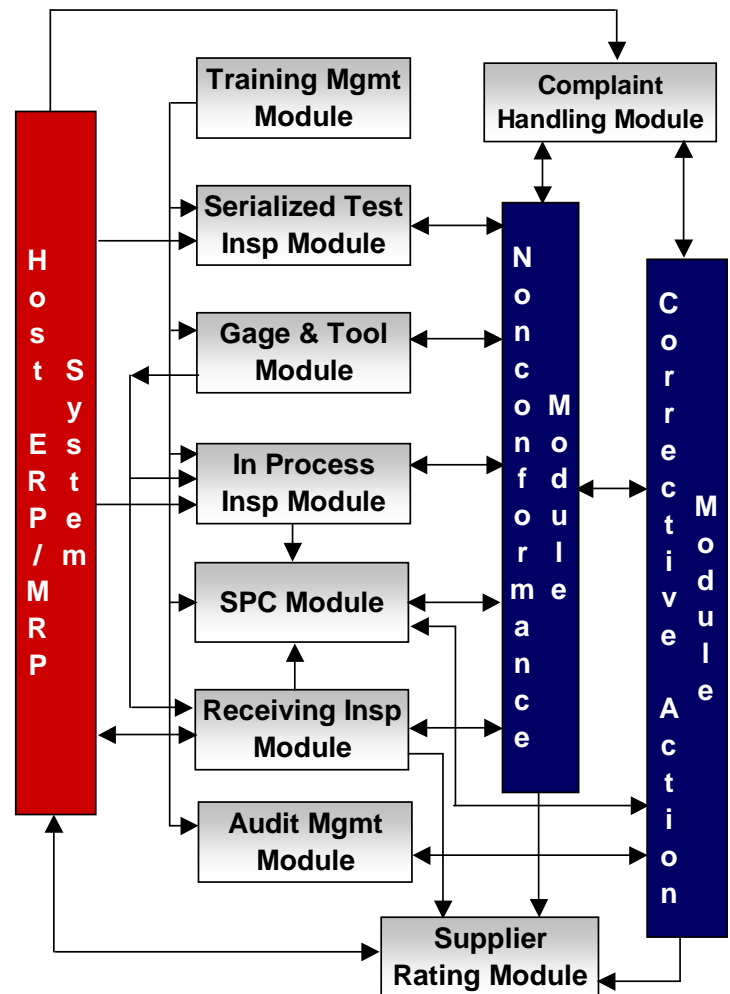 Training Mgmt
Module
Complaint
Handling Module
Host ERP/MRP
System
Serialized Test
Insp Module
Nonconformance
Module
Corrective Action
Module
Gage & Tool
Module
In Process
Insp Module
SPC Module
Receiving Insp
Module
Audit Mgmt
Module
Supplier
Rating Module